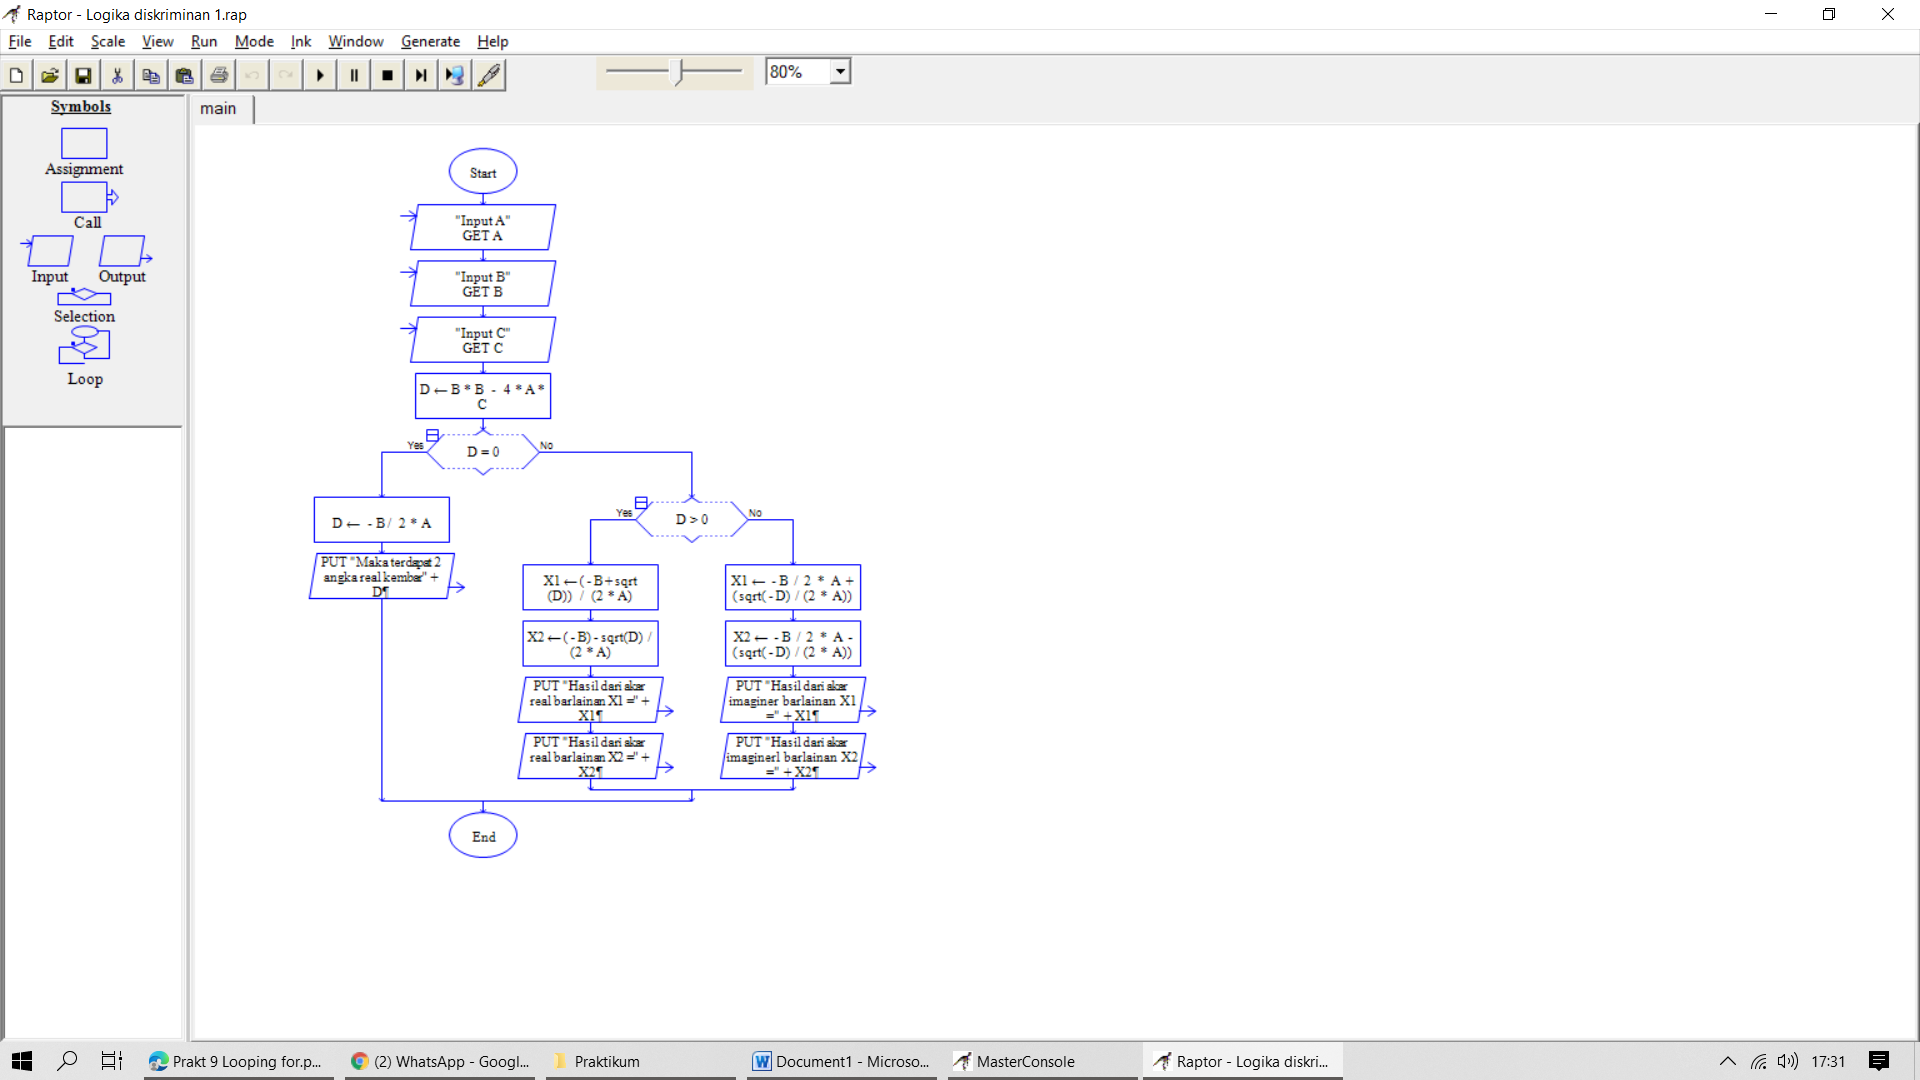 Raptor - Logika diskriminan 1.rap
File Edit Scale View Run Mode Ink Window Generate Help
80%
Symbols
Assignment
Call
Input Output
Selection
Loop
main
Start
"Input A"
GET A
"Input B"
GET B
"Input C"
GET C
D ← B * B - 4 * A *
C
Yes D = 0 No
D ← - B / 2 * A
PUT "Maka terdapat 2
angka real kembar" +
D¶
Yes D > 0 No
X1 ← ( - B + sqrt
(D)) / (2 * A)
X2 ← ( - B) - sqrt(D) /
(2 * A)
PUT "Hasil dari akar
real barlainan X1 =" +
X1¶
PUT "Hasil dari akar
real barlainan X2 =" +
X2¶
X1 ← - B / 2 * A +
(sqrt( - D) / (2 * A))
X2 ← - B / 2 * A -
(sqrt( - D) / (2 * A))
PUT "Hasil dari akar
imaginer barlainan X1
=" + X1¶
PUT "Hasil dari akar
imaginerl barlainan X2
=" + X2¶
End
Prakt 9 Looping for.p...
(2) WhatsApp - Googl...
Praktikum
Document1 - Microso...
MasterConsole
Raptor - Logika diskri...
17:31